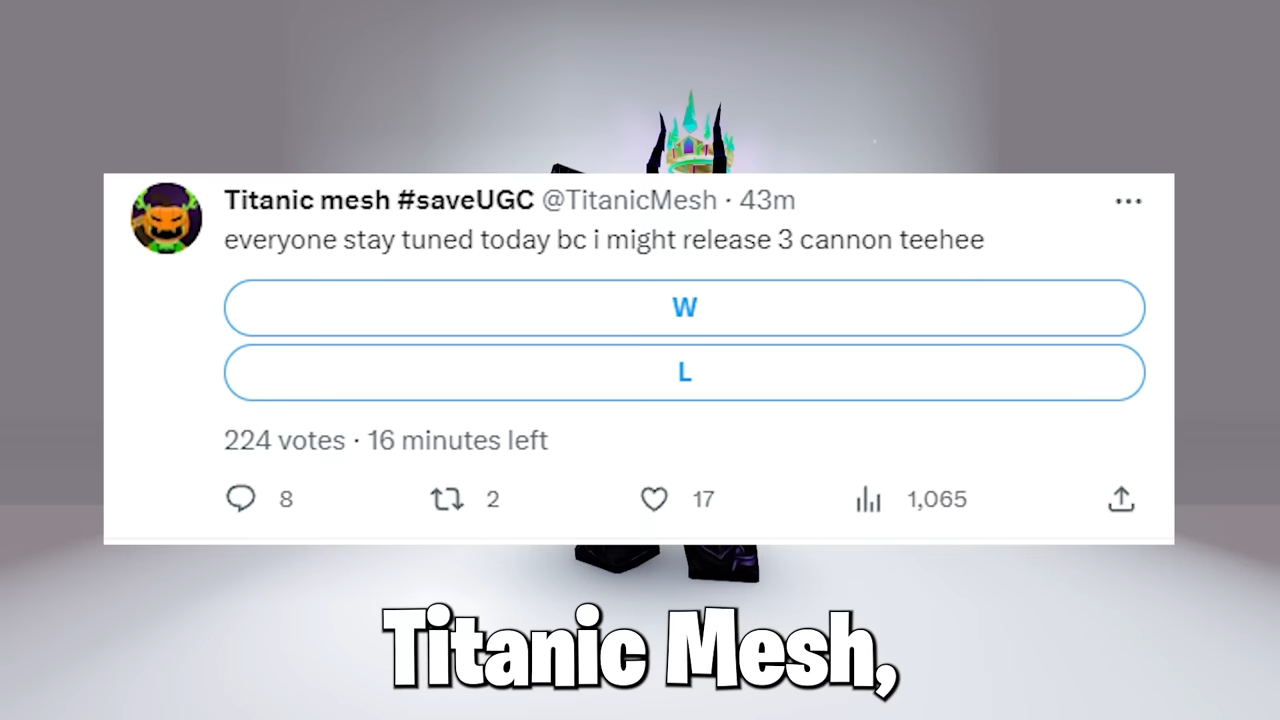 Titanic mesh #saveUGC @TitanicMesh · 43m
everyone stay tuned today bc i might release 3 cannon teehee
W
L
224 votes · 16 minutes left
8 2 17 1,065
Titanic Mesh,